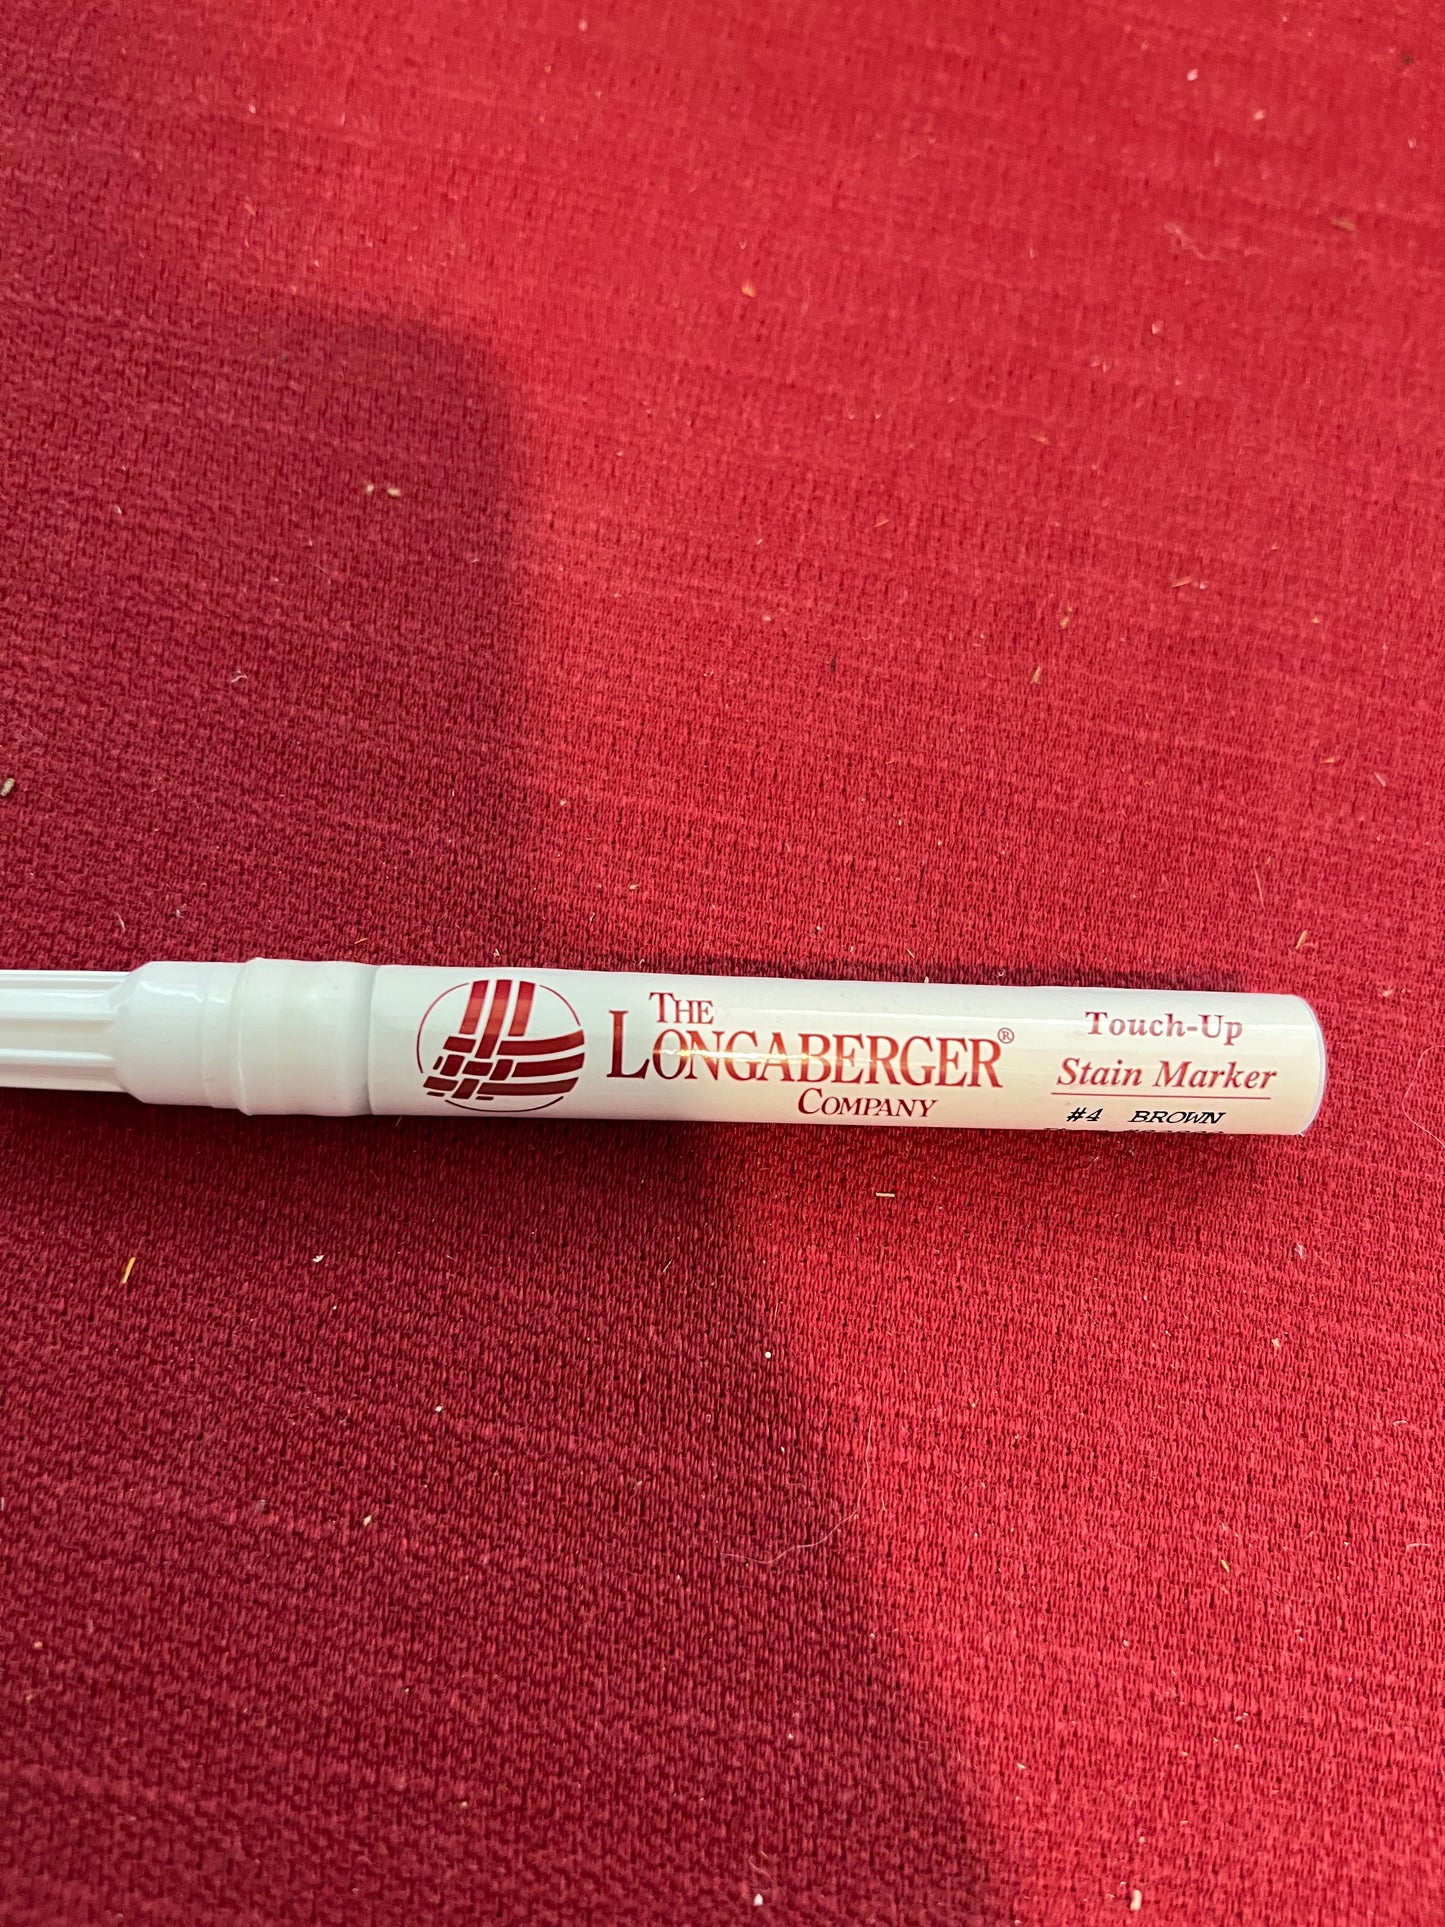 THE
LONGABERGER®
COMPANY
Touch-Up
Stain Marker
#4 BROWN